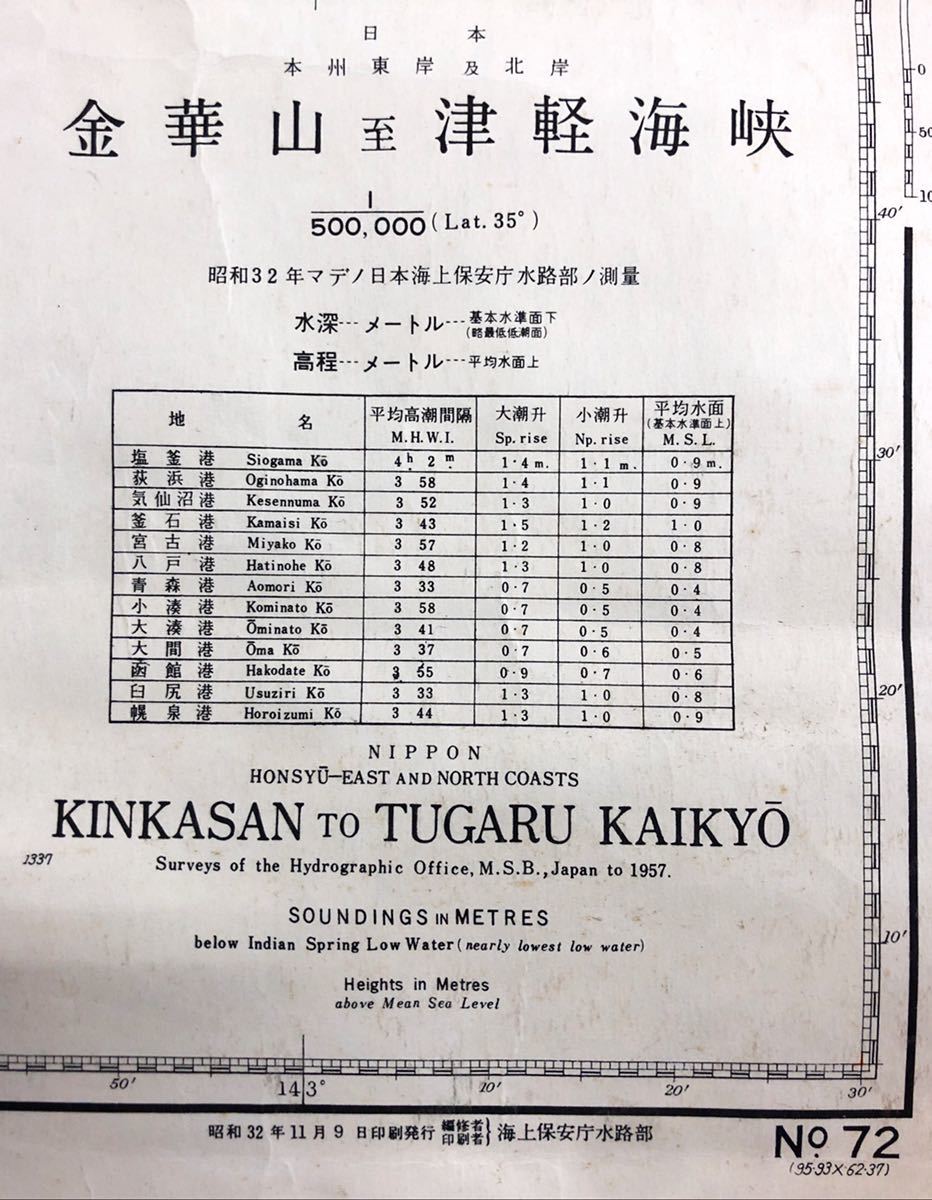 日本
本州東岸及北岸
金華山至津軽海峡
1
500,000 (Lat. 35°)
昭和32年マデノ日本海上保安庁水路部ノ測量
水深---メートル---基本水準面下
(略最低低潮面)
高程---メートル---平均水面上
地名 平均高潮間隔 大潮升 小潮升 平均水面
(基本水準面上)
M.H.W.I. Sp. rise Np. rise M.S.L.
塩釜港 Siogama Kō 4h 2m 1·4 m. 1·1 m. 0·9 m.
荻浜港 Oginohama Kō 3 58 1·4 1·1 0·9
気仙沼港 Kesennuma Kō 3 52 1·3 1·0 0·9
釜石港 Kamaisi Kō 3 43 1·5 1·2 1·0
宮古港 Miyako Kō 3 57 1·2 1·0 0·8
八戸港 Hatinohe Kō 3 48 1·3 1·0 0·8
青森港 Aomori Kō 3 33 0·7 0·5 0·4
小湊港 Kominato Kō 3 58 0·7 0·5 0·4
大湊港 Ōminato Kō 3 41 0·7 0·5 0·4
大間港 Ōma Kō 3 37 0·7 0·6 0·5
函館港 Hakodate Kō 3 55 0·9 0·7 0·6
臼尻港 Usuziri Kō 3 33 1·3 1·0 0·8
幌泉港 Horoizumi Kō 3 44 1·3 1·0 0·9
NIPPON
HONSYŪ—EAST AND NORTH COASTS
KINKASAN TO TUGARU KAIKYŌ
1337
Surveys of the Hydrographic Office, M.S.B., Japan to 1957.
SOUNDINGS IN METRES
below Indian Spring Low Water (nearly lowest low water)
Heights in Metres
above Mean Sea Level
0
50
40′
30′
20′
10′
50′ 143° 10′ 20′ 30′
昭和32年11月9日印刷発行 編修者 印刷者} 海上保安庁水路部
No. 72
(95·93×62·37)